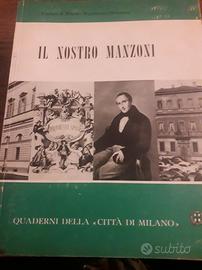 IL NOSTRO MANZONI
QUADERNI DELLA «CITTÀ DI MILANO»
subito